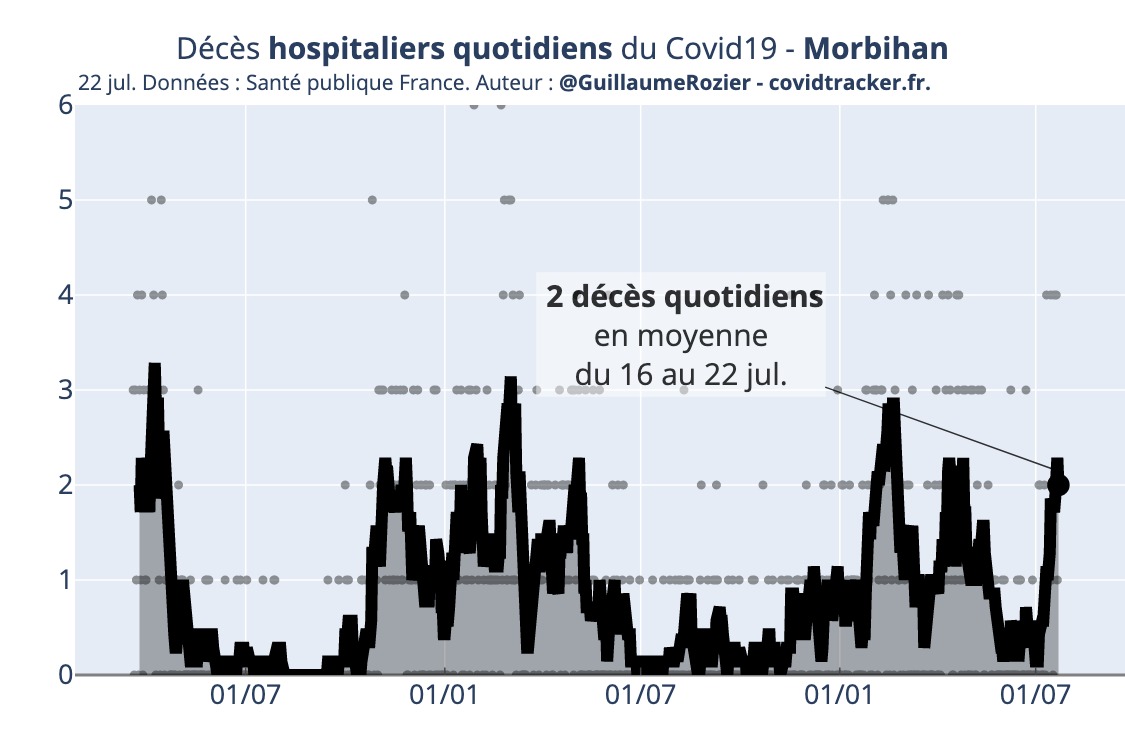 Décès hospitaliers quotidiens du Covid19 - Morbihan
22 jul. Données : Santé publique France. Auteur : @GuillaumeRozier - covidtracker.fr.
6
5
4
2 décès quotidiens
en moyenne
du 16 au 22 jul.
3
2
1
0
01/07 01/01 01/07 01/01 01/07